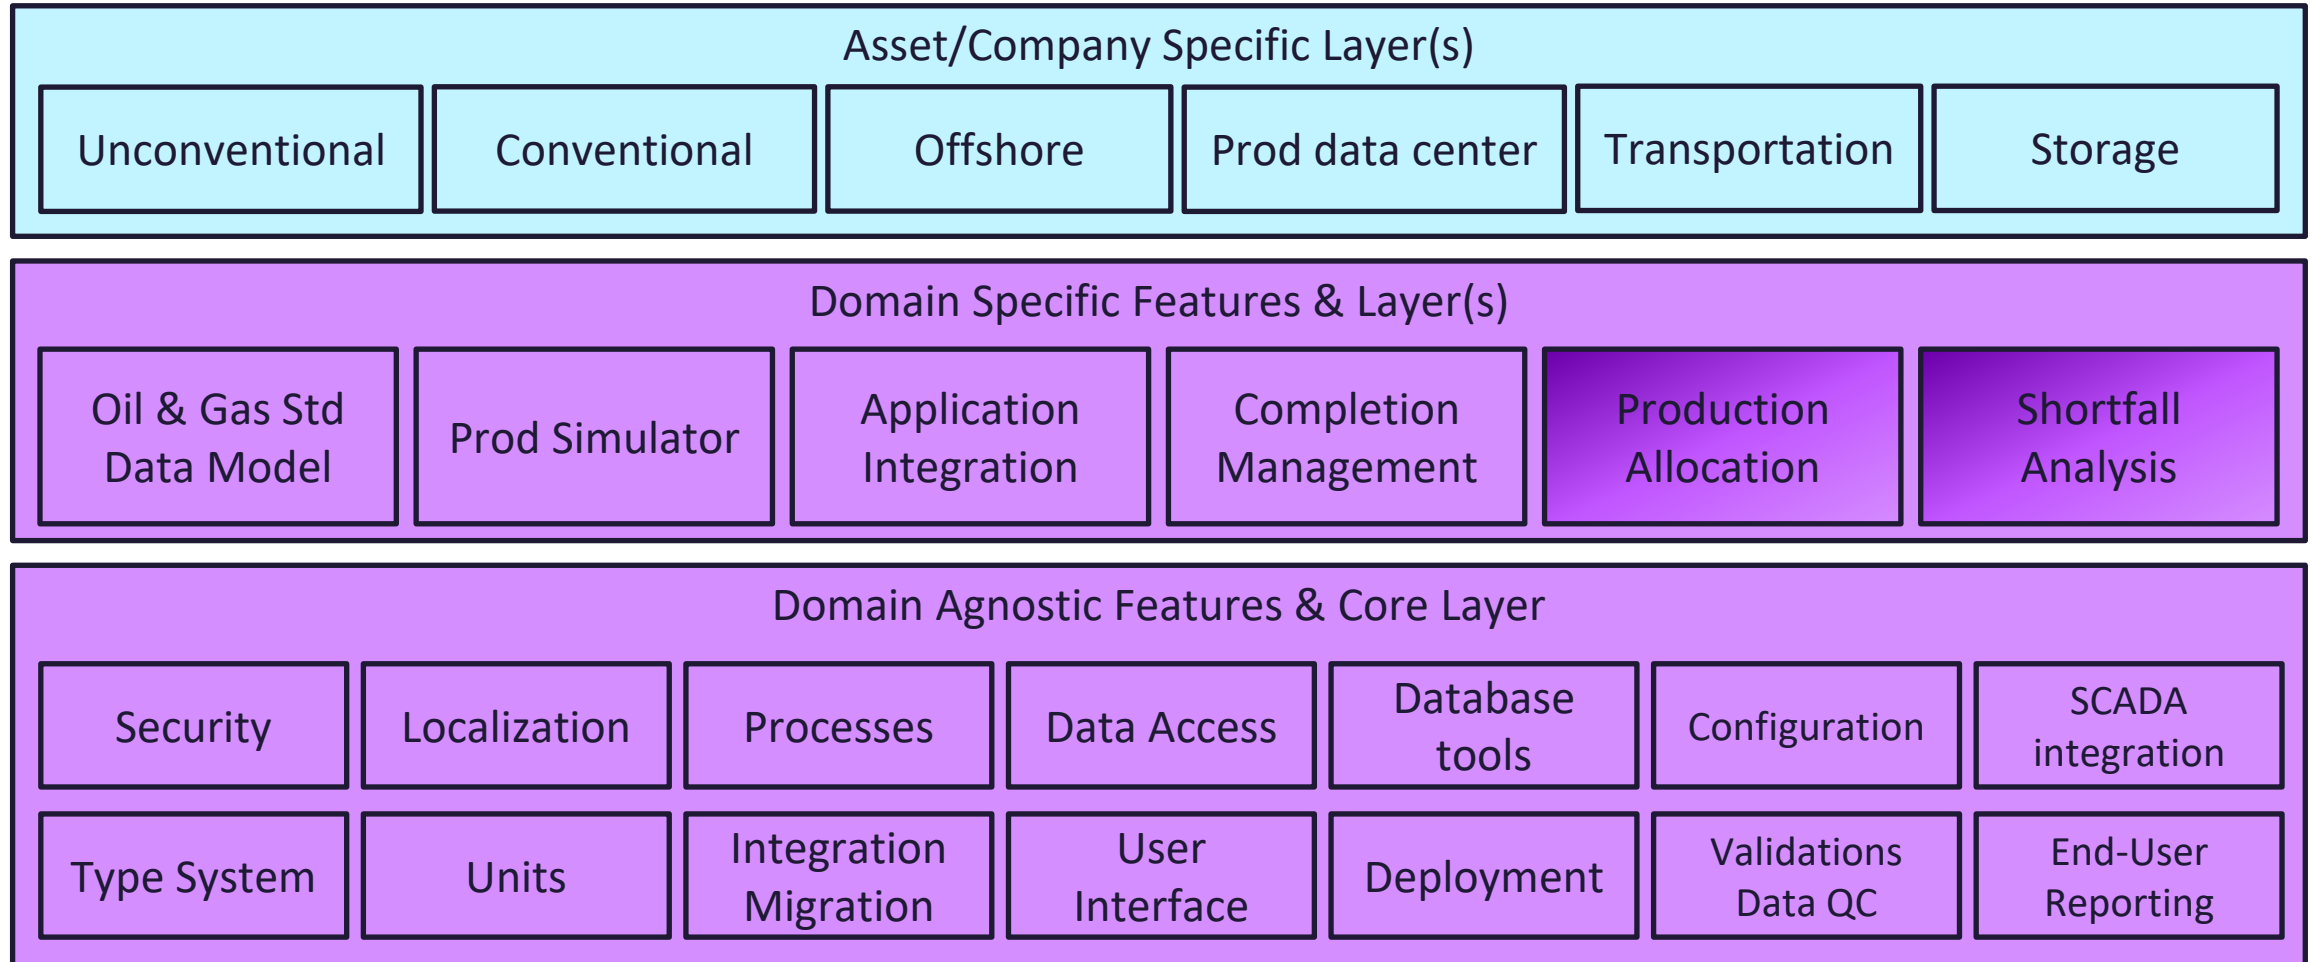 Asset/Company Specific Layer(s)
Unconventional
Conventional
Offshore
Prod data center
Transportation
Storage
Domain Specific Features & Layer(s)
Oil & Gas Std
Data Model
Prod Simulator
Application
Integration
Completion
Management
Production
Allocation
Shortfall
Analysis
Domain Agnostic Features & Core Layer
Security
Localization
Processes
Data Access
Database
tools
Configuration
SCADA
integration
Type System
Units
Integration
Migration
User
Interface
Deployment
Validations
Data QC
End-User
Reporting